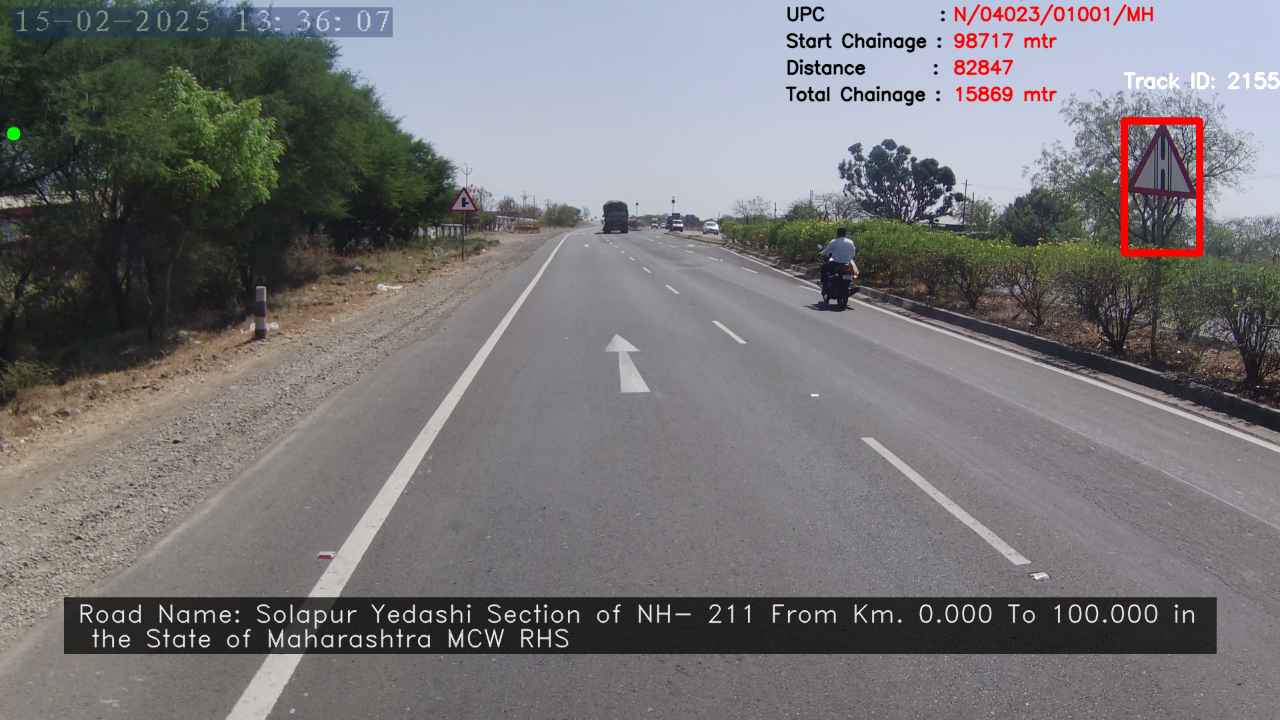 15-02-2025 13:36:07
UPC : N/04023/01001/MH
Start Chainage : 98717 mtr
Distance : 82847
Total Chainage : 15869 mtr
Track ID: 2155
Road Name: Solapur Yedashi Section of NH- 211 From Km. 0.000 To 100.000 in
the State of Maharashtra MCW RHS